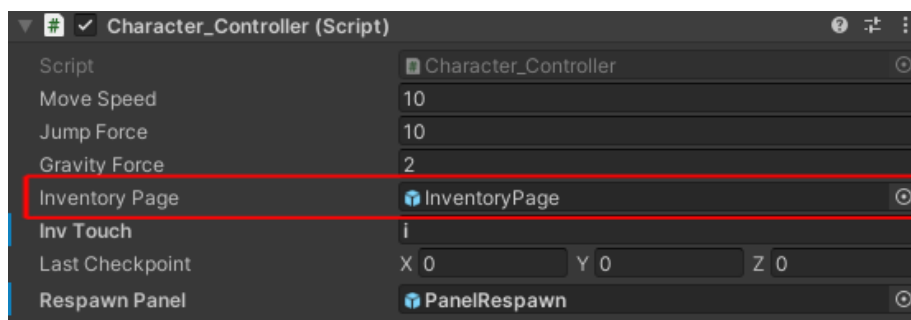 Character_Controller (Script)
Script Character_Controller
Move Speed 10
Jump Force 10
Gravity Force 2
Inventory Page InventoryPage
Inv Touch i
Last Checkpoint X 0 Y 0 Z 0
Respawn Panel PanelRespawn